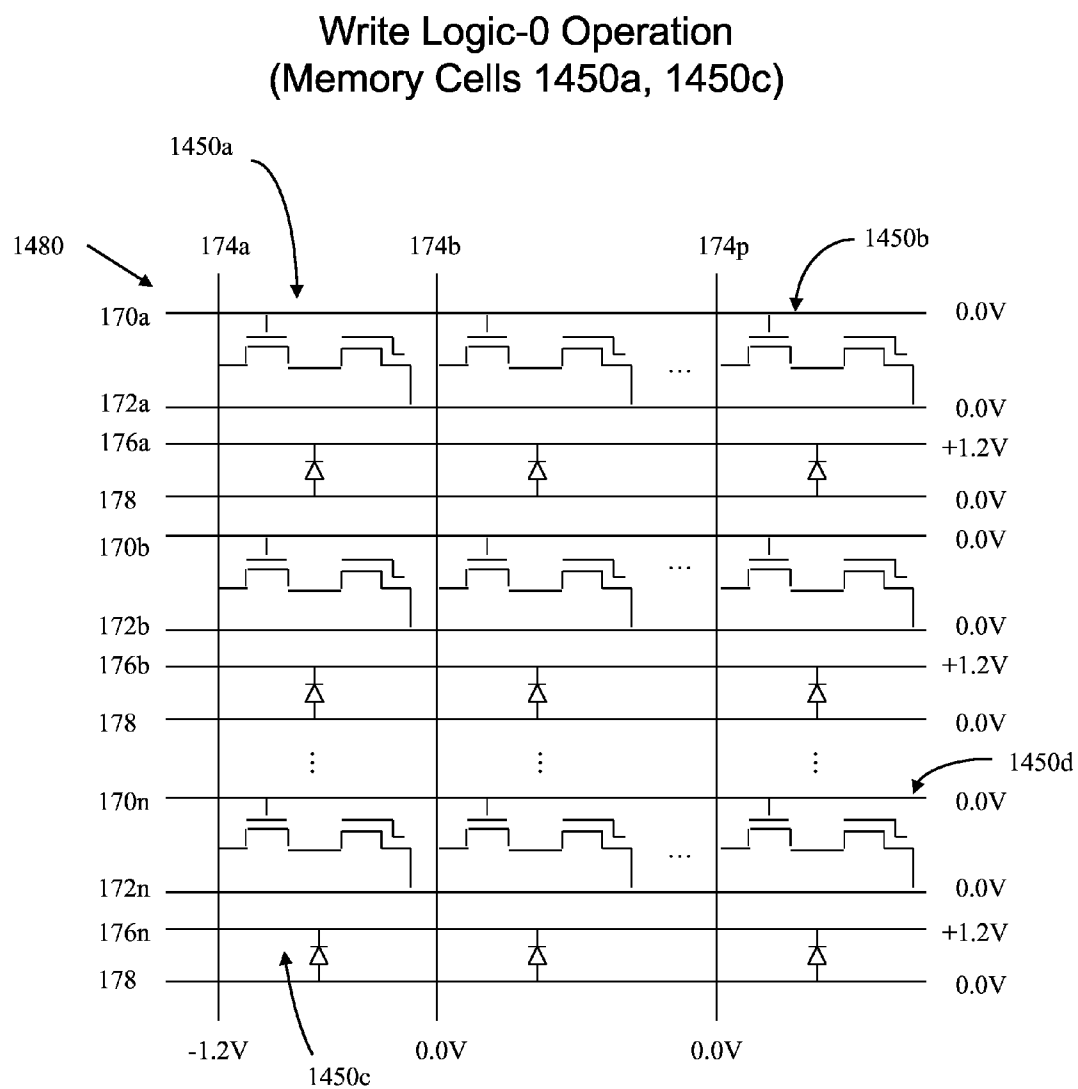 Write Logic-0 Operation
(Memory Cells 1450a, 1450c)
1450a
1480 174a 174b 174p 1450b
170a 0.0V
...
172a 0.0V
176a +1.2V
178 0.0V
170b 0.0V
...
172b 0.0V
176b +1.2V
178 0.0V
1450d
170n 0.0V
...
172n 0.0V
176n +1.2V
178 0.0V
-1.2V 0.0V 0.0V
1450c